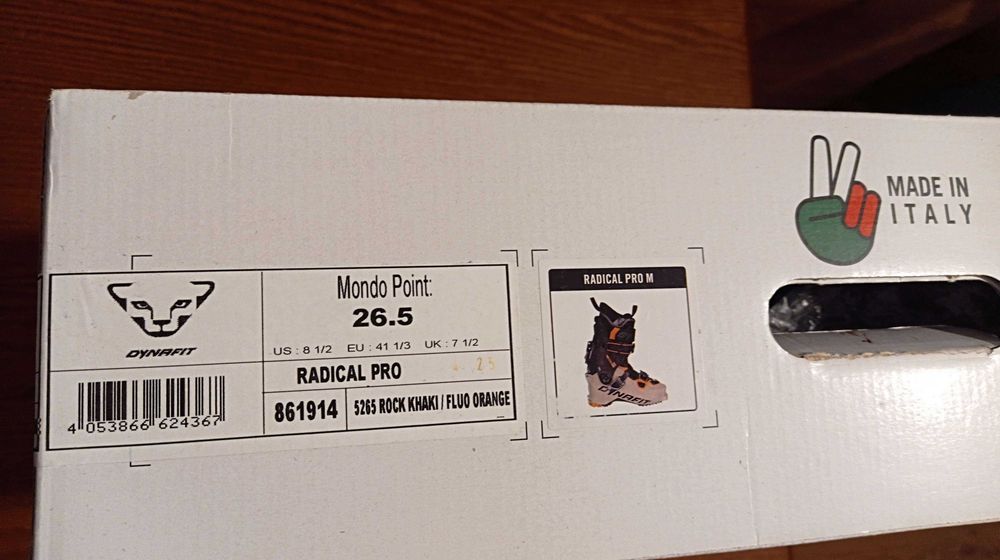 MADE IN
ITALY
DYNAFIT
Mondo Point:
26.5
US : 8 1/2 EU : 41 1/3 UK : 7 1/2
RADICAL PRO
4 053866 624367
861914
5265 ROCK KHAKI / FLUO ORANGE
RADICAL PRO M
DYNAFIT